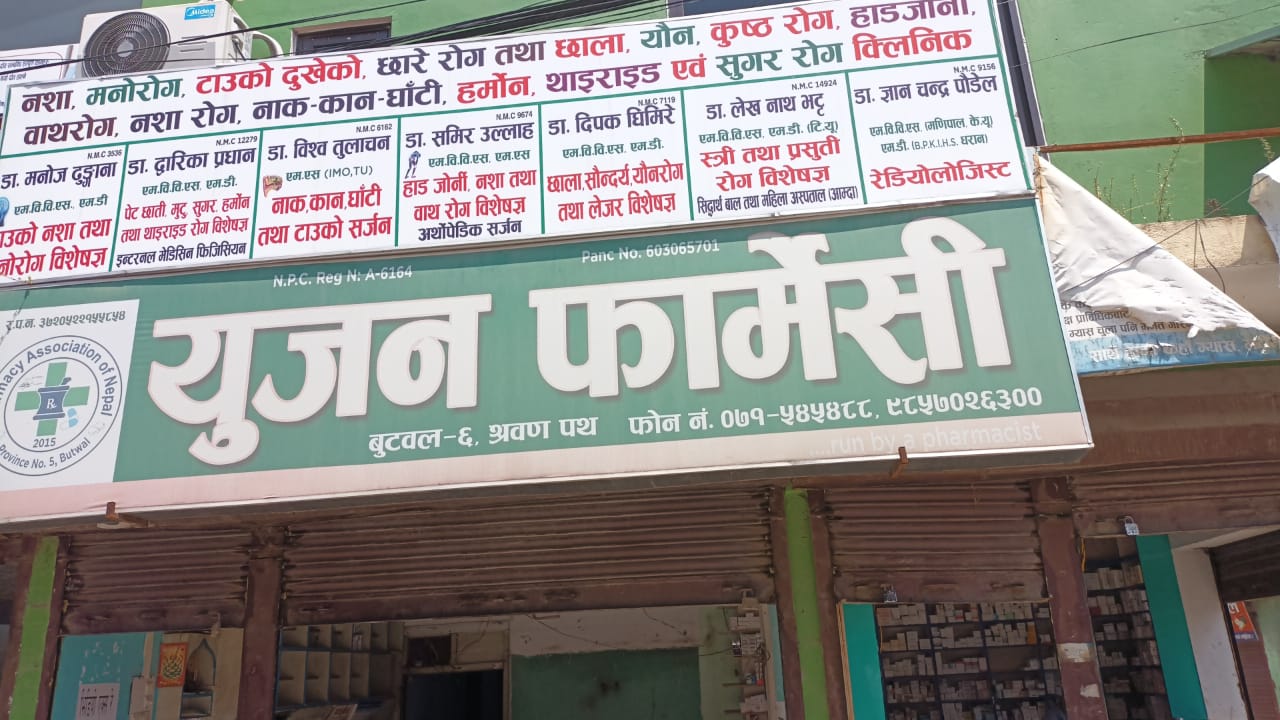 Midea
नशा, मनोरोग, टाउको दुखेको, छारे रोग तथा छाला, यौन, कुष्ठ रोग, हाडजोर्नी,
वाथरोग, नशा रोग, नाक-कान-घाँटी, हर्मोन, थाइराइड एवं सुगर रोग क्लिनिक
N.M.C 3536
डा. मनोज दुङ्गाना
एम.वि.वि.एस. एम.डी
टाउको नशा तथा
मनोरोग विशेषज्ञ
N.M.C 12279
डा. द्वारिका प्रधान
एम.वि.वि.एस. एम.डी.
पेट छाती, मुटु, सुगर, हर्मोन
तथा थाइराइड रोग विशेषज्ञ
इन्टरनल मेडिसिन फिजिसियन
N.M.C 6162
डा. विश्व तुलाचन
एम.एस (IMO,TU)
नाक,कान,घाँटी
तथा टाउको सर्जन
N.M.C 9674
डा. समिर उल्लाह
एम.वि.वि.एस. एम.एस
हाड जोर्नी, नशा तथा
वाथ रोग विशेषज्ञ
अर्थोपेडिक सर्जन
N.M.C 7119
डा. दिपक घिमिरे
एम.वि.वि.एस. एम.डी.
छाला,सौन्दर्य,यौनरोग
तथा लेजर विशेषज्ञ
N.M.C 14924
डा. लेख नाथ भट्ट
एम.वि.वि.एस. एम.डी. (टि.यू)
स्त्री तथा प्रसुती
रोग विशेषज्ञ
सिद्धार्थ बाल तथा महिला अस्पताल (आम्दा)
N.M.C 9156
डा. ज्ञान चन्द्र पौडेल
एम.वि.वि.एस. (मणिपाल के.यू)
एम.डी. (B.P.K.I.H.S. धरान)
रेडियोलोजिस्ट
N.P.C. Reg N: A-6164
Panc No. 603065701
द.प.न. ३७२०५२२१५५८५४
Pharmacy Association of Nepal
Rx
2015
Province No. 5, Butwal
युजन फार्मेसी
बुटवल-६, श्रवण पथ फोन नं. ०७१-५४५४८८, ९८५७०२६३००
....run by a pharmacist